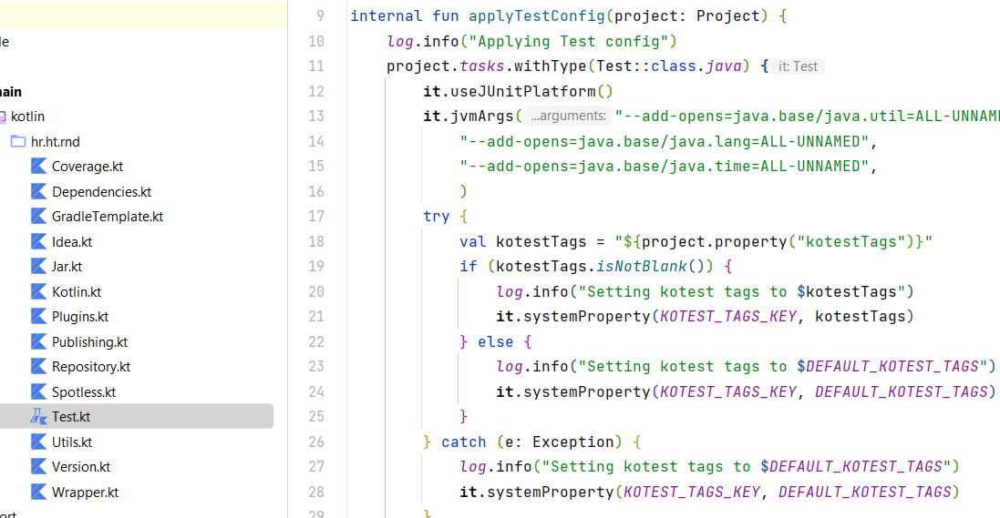 le
main
kotlin
hr.ht.rnd
Coverage.kt
Dependencies.kt
GradleTemplate.kt
Idea.kt
Jar.kt
Kotlin.kt
Plugins.kt
Publishing.kt
Repository.kt
Spotless.kt
Test.kt
Utils.kt
Version.kt
Wrapper.kt
ort
9 internal fun applyTestConfig(project: Project) {
10 log.info("Applying Test config")
11 project.tasks.withType(Test::class.java) { it: Test
12 it.useJUnitPlatform()
13 it.jvmArgs( ...arguments: "--add-opens=java.base/java.util=ALL-UNNAME
14 "--add-opens=java.base/java.lang=ALL-UNNAMED",
15 "--add-opens=java.base/java.time=ALL-UNNAMED",
16 )
17 try {
18 val kotestTags = "${project.property("kotestTags")}"
19 if (kotestTags.isNotBlank()) {
20 log.info("Setting kotest tags to $kotestTags")
21 it.systemProperty(KOTEST_TAGS_KEY, kotestTags)
22 } else {
23 log.info("Setting kotest tags to $DEFAULT_KOTEST_TAGS")
24 it.systemProperty(KOTEST_TAGS_KEY, DEFAULT_KOTEST_TAGS)
25 }
26 } catch (e: Exception) {
27 log.info("Setting kotest tags to $DEFAULT_KOTEST_TAGS")
28 it.systemProperty(KOTEST_TAGS_KEY, DEFAULT_KOTEST_TAGS)
29 }